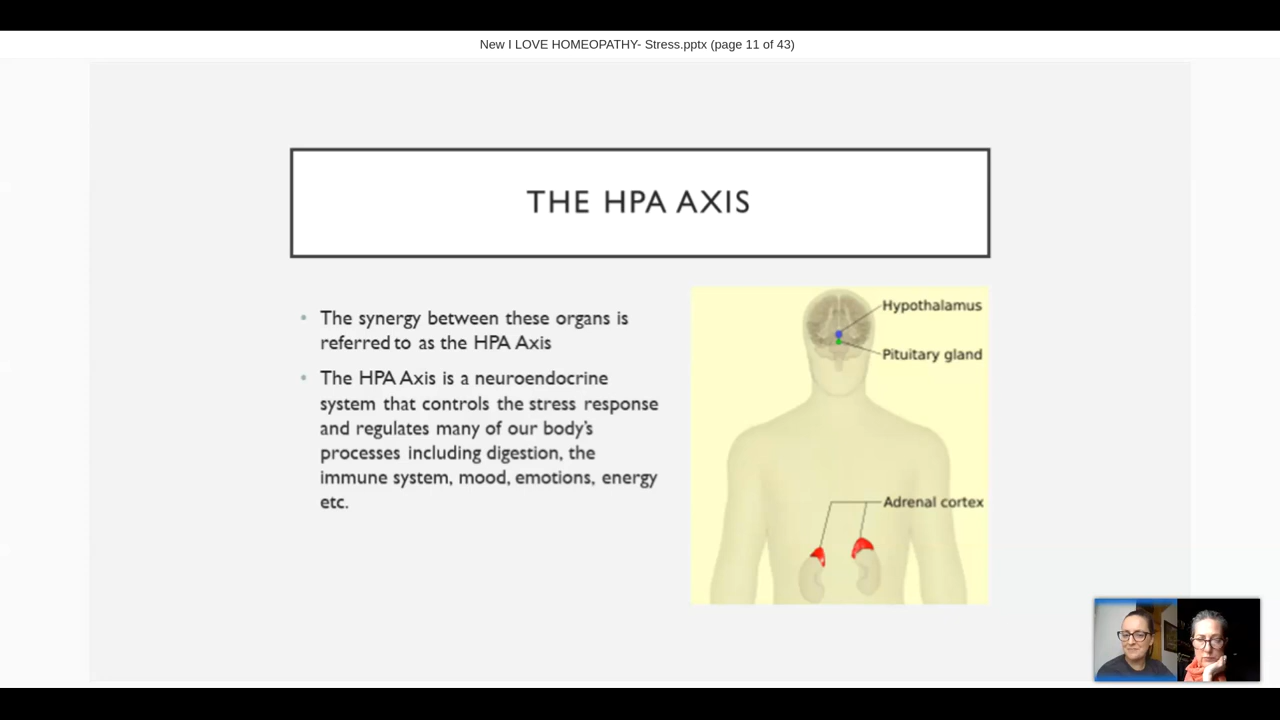 New I LOVE HOMEOPATHY- Stress.pptx (page 11 of 43)
THE HPA AXIS
• The synergy between these organs is
referred to as the HPA Axis
• The HPA Axis is a neuroendocrine
system that controls the stress response
and regulates many of our body's
processes including digestion, the
immune system, mood, emotions, energy
etc.
Hypothalamus
Pituitary gland
Adrenal cortex